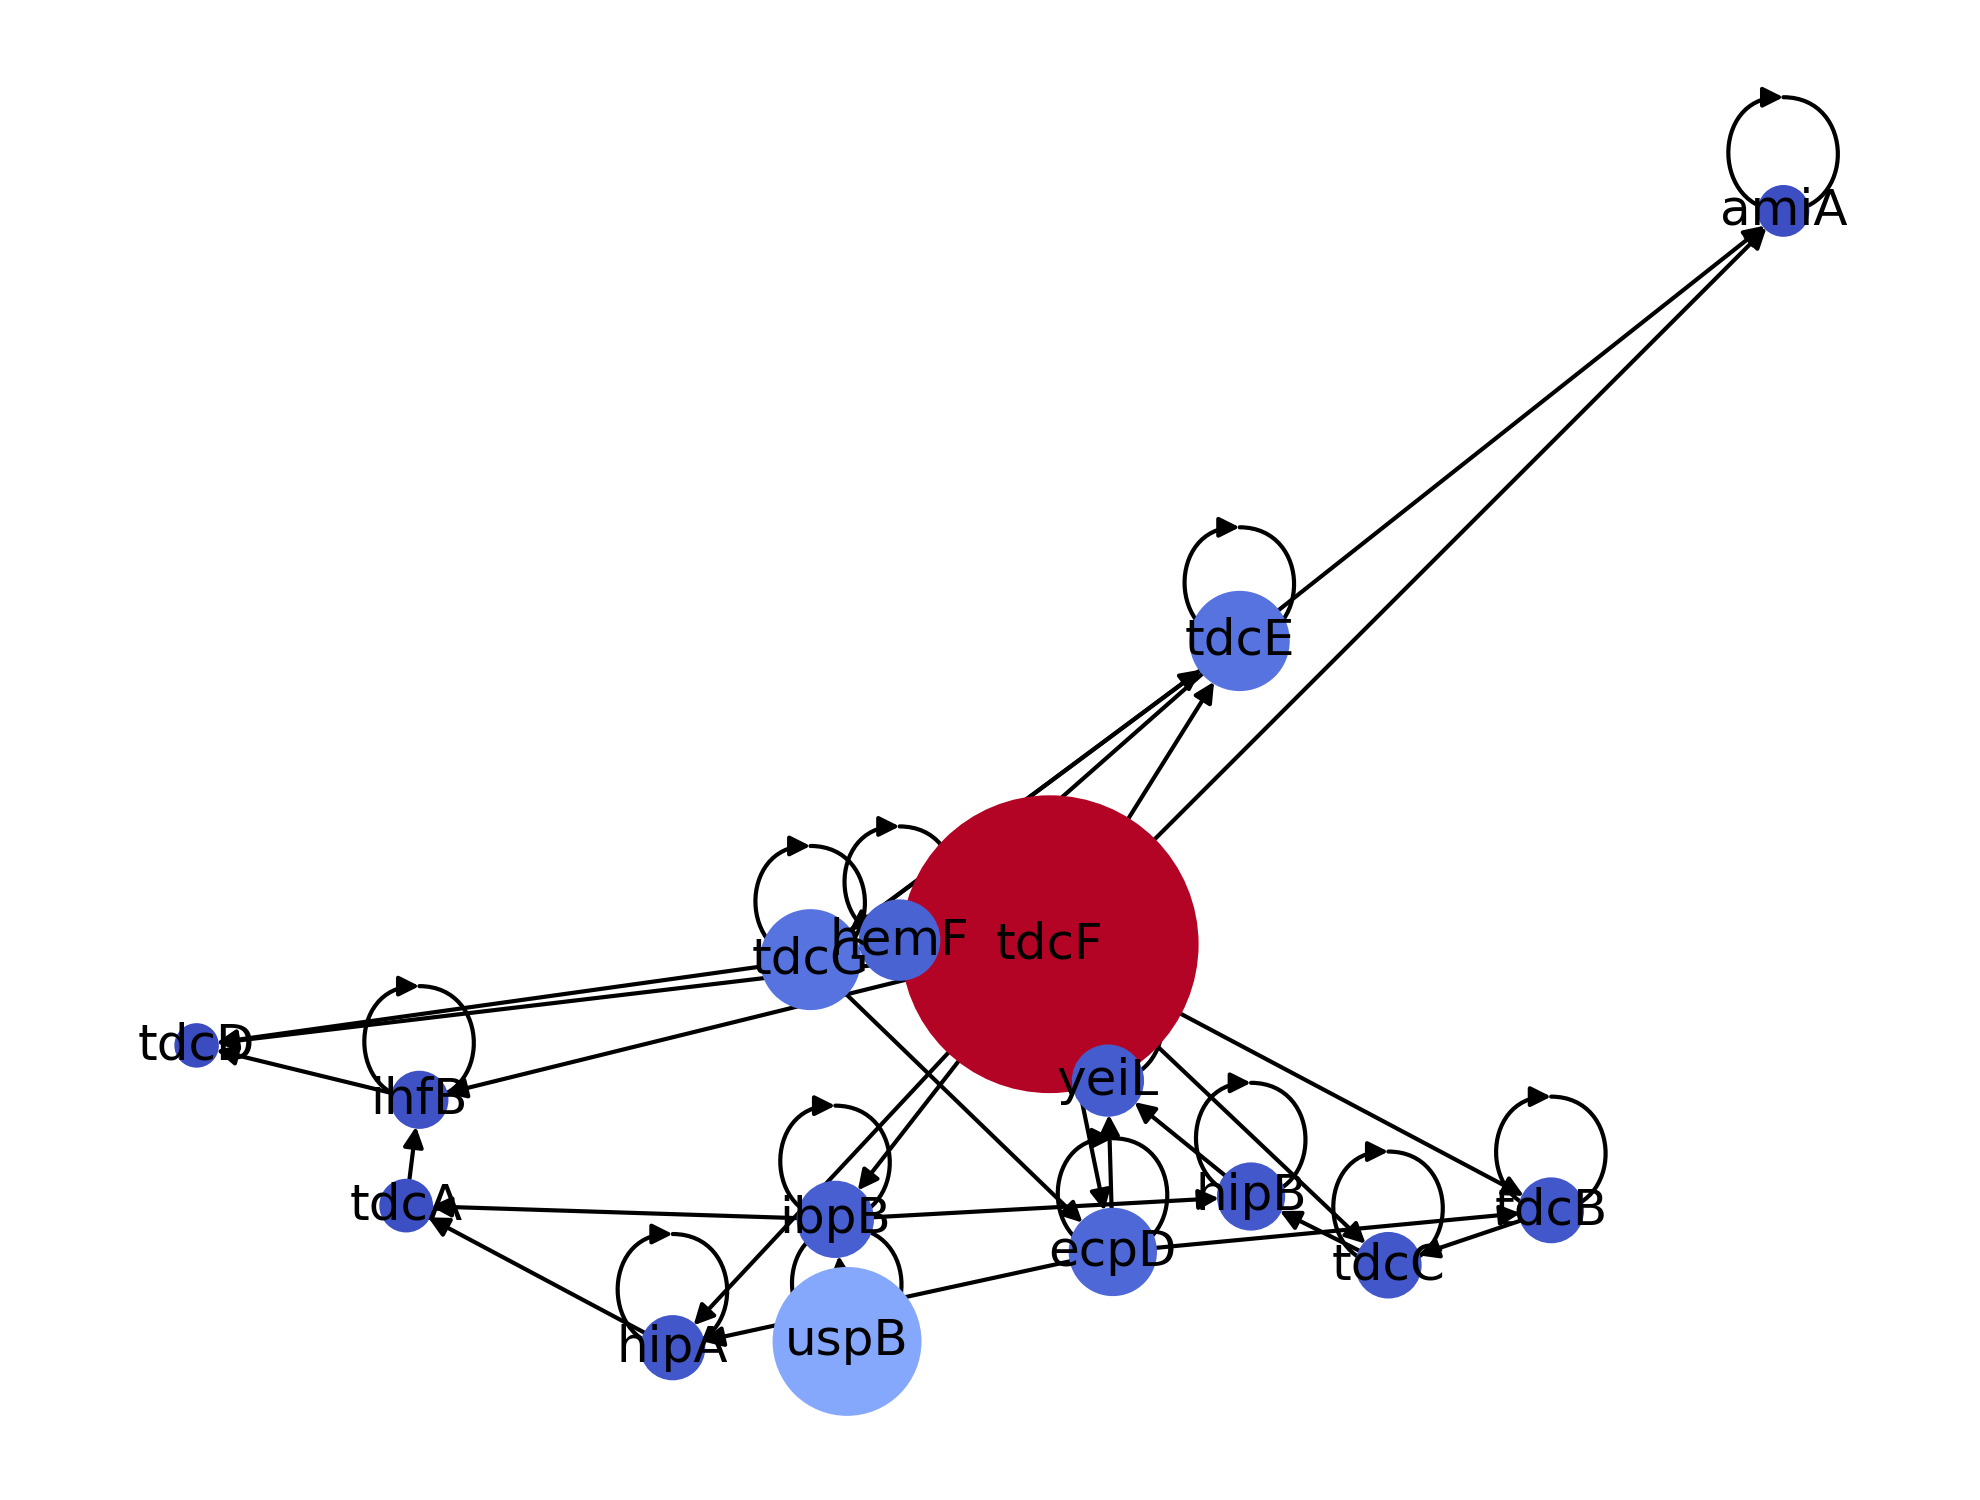 amiA
tdcE
tdcG
hemF
tdcF
tdcD
ihfB
yeiL
tdcA
ibpB
hipB
tdcB
ecpD
tdcC
hipA
uspB